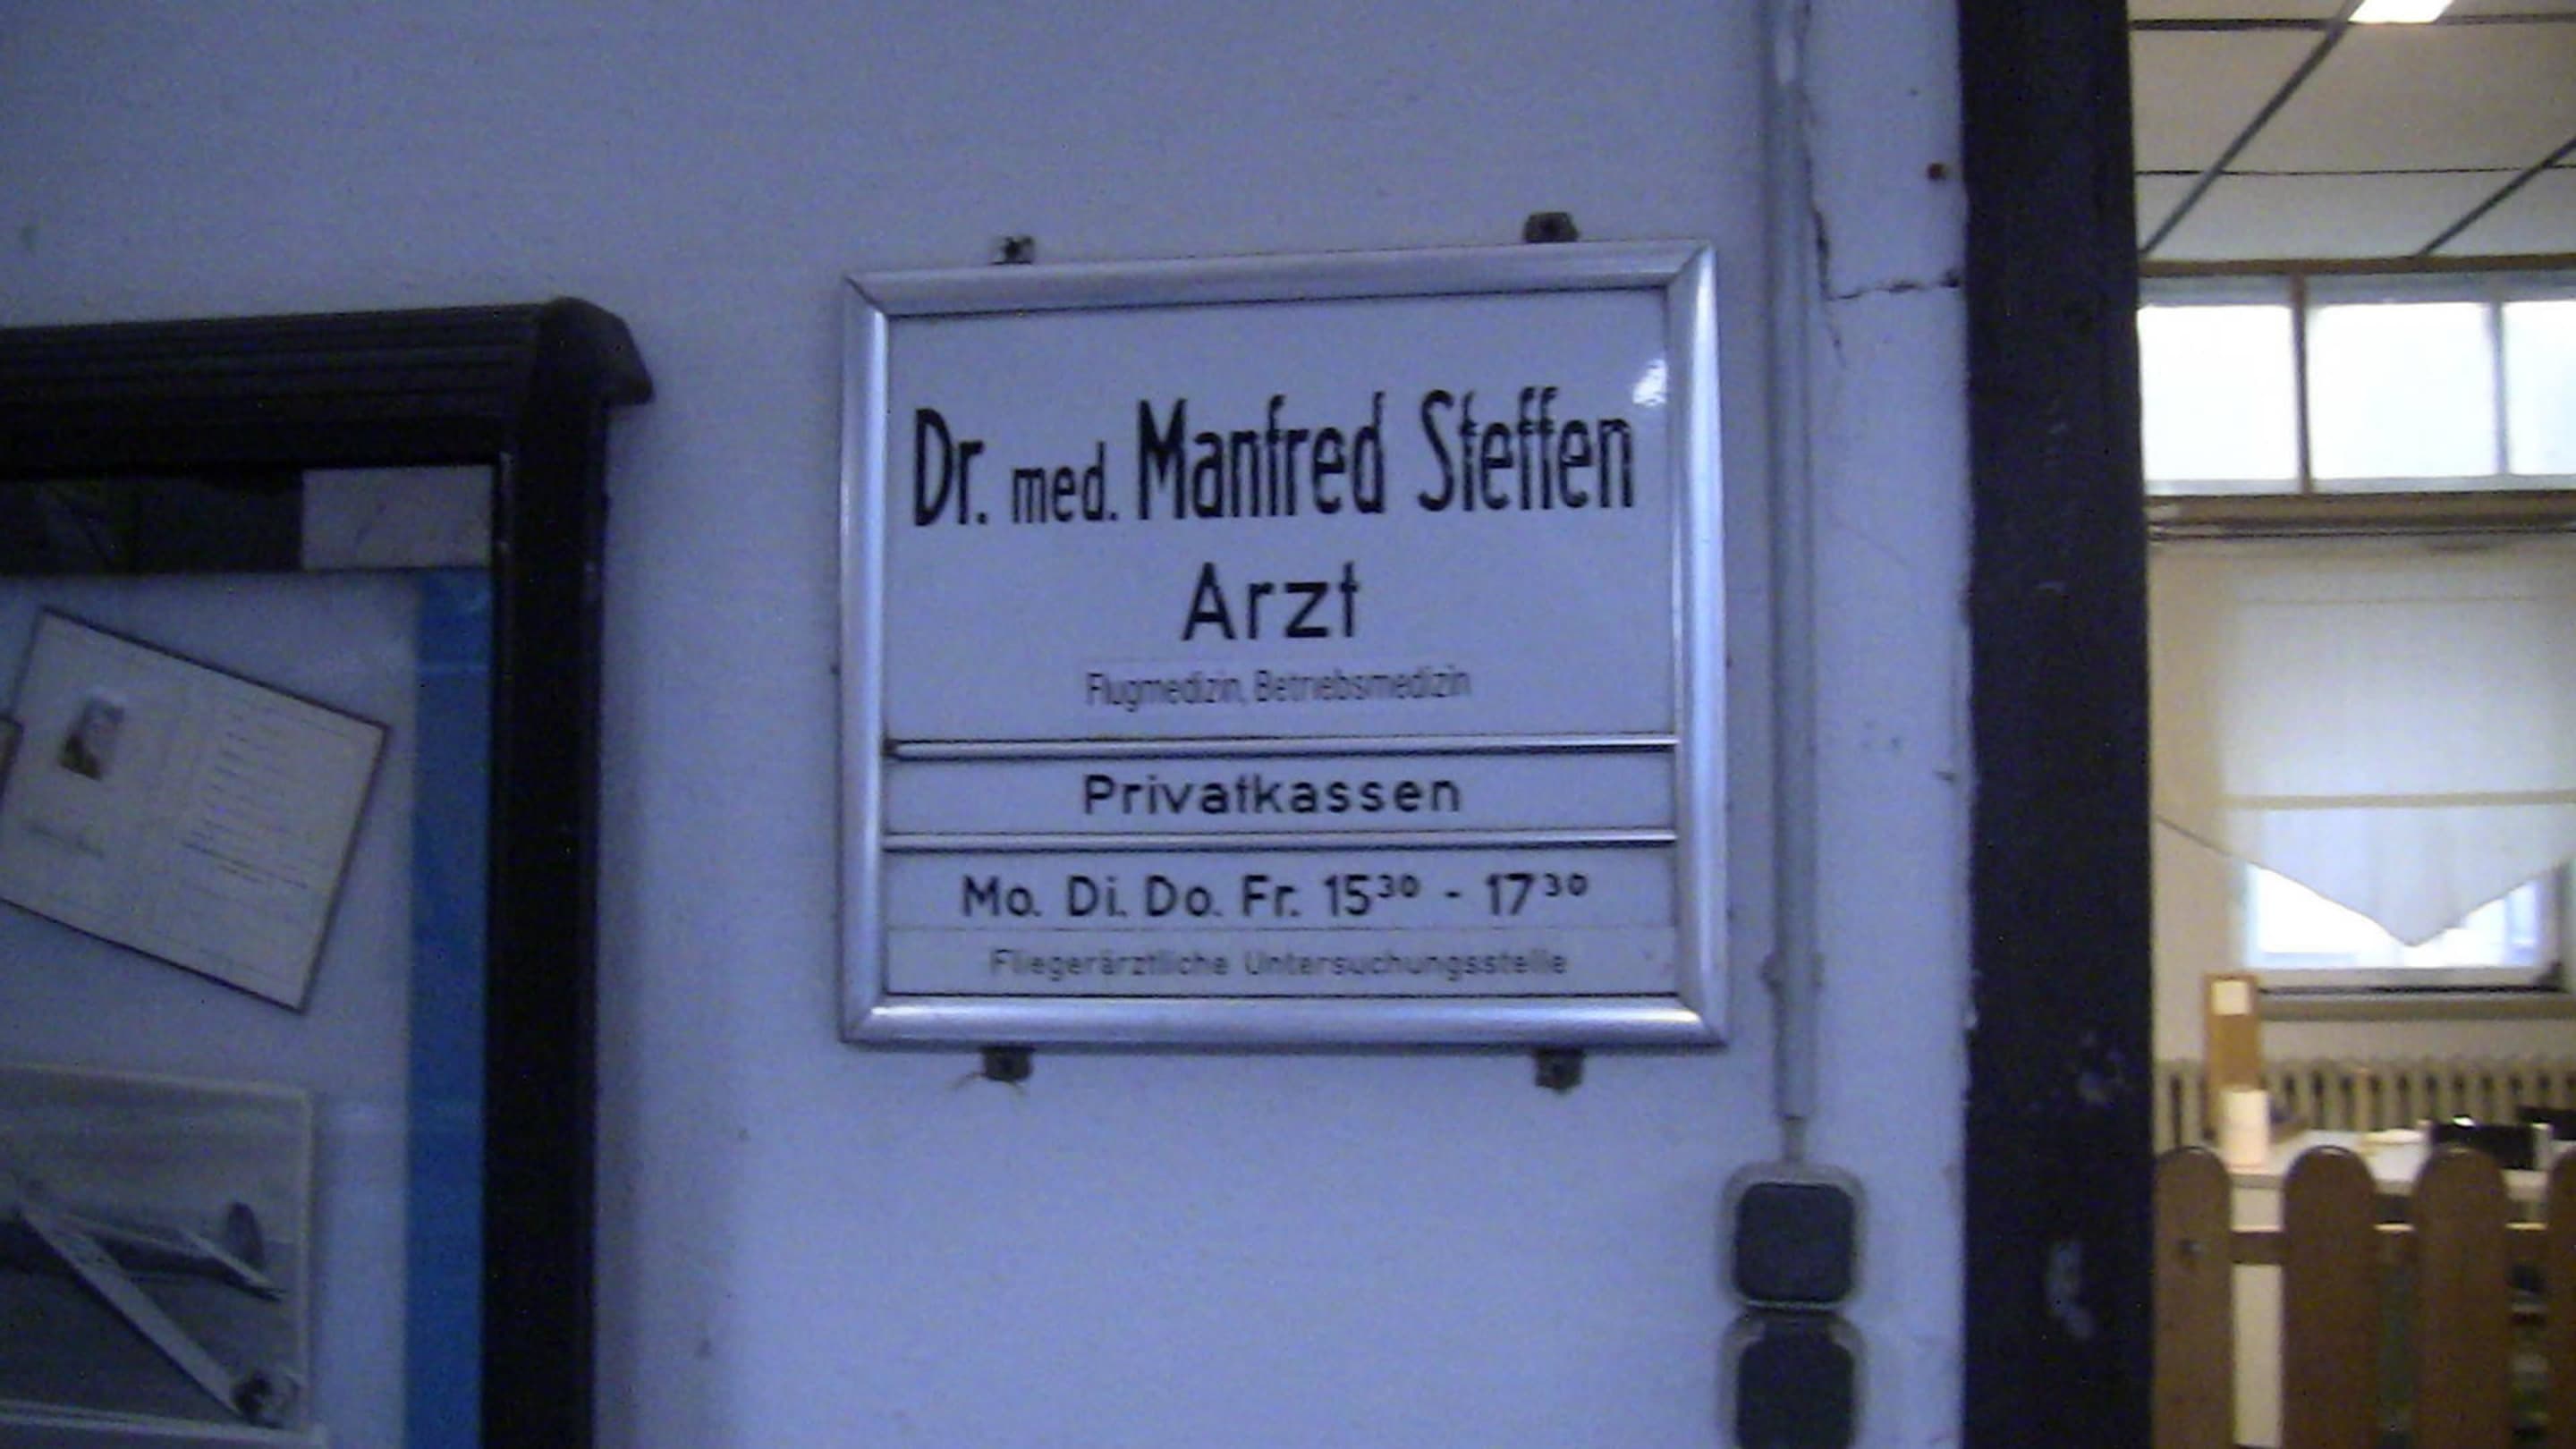 Dr. med. Manfred Steffen
Arzt
Flugmedizin, Betriebsmedizin
Privatkassen
Mo. Di. Do. Fr. 15³⁰ - 17³⁰
Fliegerärztliche Untersuchungsstelle